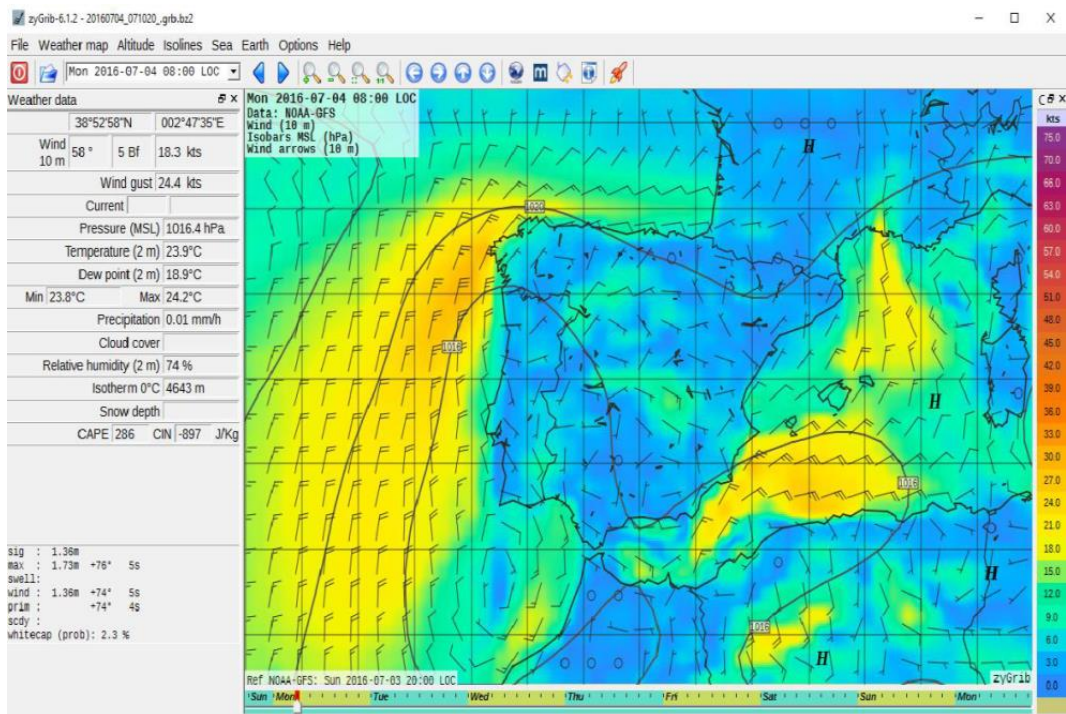 zyGrib-6.1.2 - 20160704_071020_.grb.bz2
File Weather map Altitude Isolines Sea Earth Options Help
Mon 2016-07-04 08:00 LOC
Weather data
38°52'58"N 002°47'35"E
Wind 10 m 58 ° 5 Bf 18.3 kts
Wind gust 24.4 kts
Current
Pressure (MSL) 1016.4 hPa
Temperature (2 m) 23.9°C
Dew point (2 m) 18.9°C
Min 23.8°C Max 24.2°C
Precipitation 0.01 mm/h
Cloud cover
Relative humidity (2 m) 74 %
Isotherm 0°C 4643 m
Snow depth
CAPE 286 CIN -897 J/Kg
sig : 1.36m
max : 1.73m +76° 5s
swell:
wind : 1.36m +74° 5s
prim : +74° 4s
scdy :
whitecap (prob): 2.3 %
Mon 2016-07-04 08:00 LOC
Data: NOAA-GFS
Wind (10 m)
Isobars MSL (hPa)
Wind arrows (10 m)
H
1020
1016
H
1016
H
1016
H
Ref NOAA-GFS: Sun 2016-07-03 20:00 LOC
zyGrib
Sun Mon Tue Wed Thu Fri Sat Sun Mon
C
kts
75.0
70.0
66.0
63.0
60.0
57.0
54.0
51.0
48.0
45.0
42.0
39.0
36.0
33.0
30.0
27.0
24.0
21.0
18.0
15.0
12.0
9.0
6.0
3.0
0.0